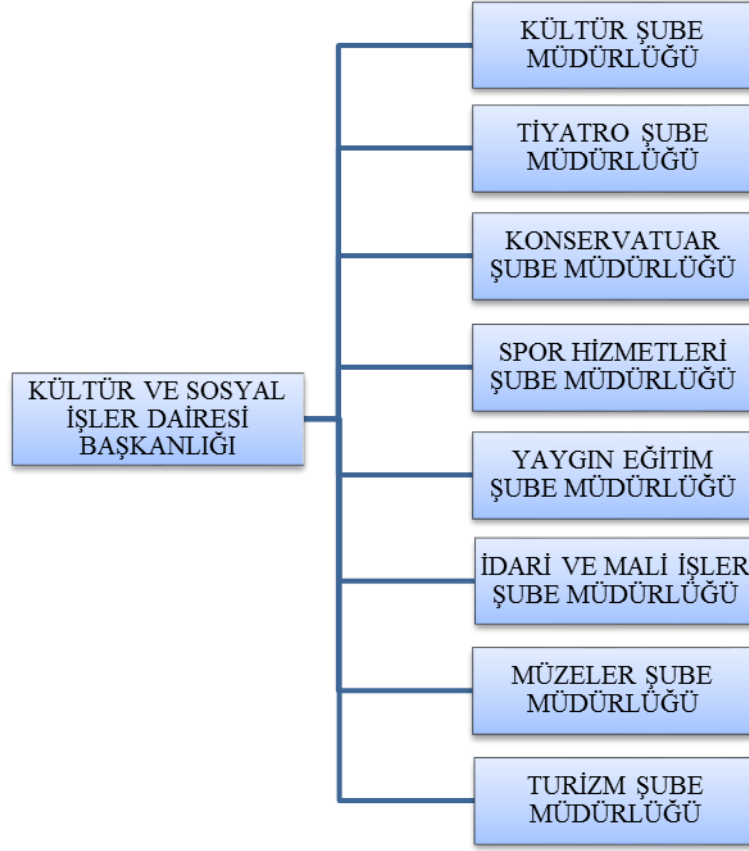 KÜLTÜR ŞUBE
MÜDÜRLÜĞÜ
TİYATRO ŞUBE
MÜDÜRLÜĞÜ
KONSERVATUAR
ŞUBE MÜDÜRLÜĞÜ
SPOR HİZMETLERİ
ŞUBE MÜDÜRLÜĞÜ
KÜLTÜR VE SOSYAL
İŞLER DAİRESİ
BAŞKANLIĞI
YAYGIN EĞİTİM
ŞUBE MÜDÜRLÜĞÜ
İDARİ VE MALİ İŞLER
ŞUBE MÜDÜRLÜĞÜ
MÜZELER ŞUBE
MÜDÜRLÜĞÜ
TURİZM ŞUBE
MÜDÜRLÜĞÜ